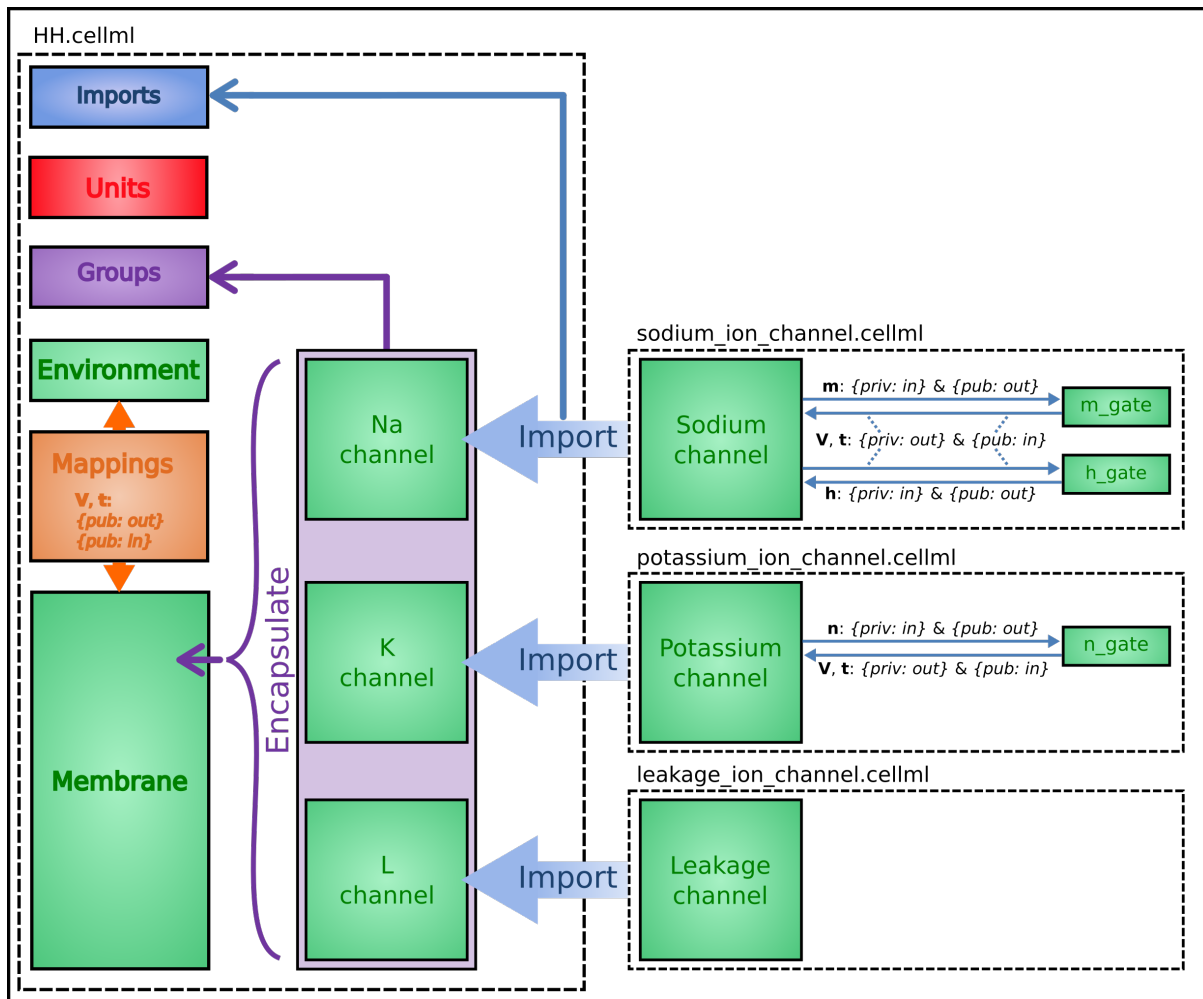 HH.cellml
Imports
Units
Groups
Environment
Mappings
V, t:
{pub: out}
{pub: In}
Membrane
Encapsulate
Na
channel
K
channel
L
channel
Import
Import
Import
sodium_ion_channel.cellml
Sodium
channel
m: {priv: in} & {pub: out}
m_gate
V, t: {priv: out} & {pub: in}
h_gate
h: {priv: in} & {pub: out}
potassium_ion_channel.cellml
Potassium
channel
n: {priv: in} & {pub: out}
n_gate
V, t: {priv: out} & {pub: in}
leakage_ion_channel.cellml
Leakage
channel